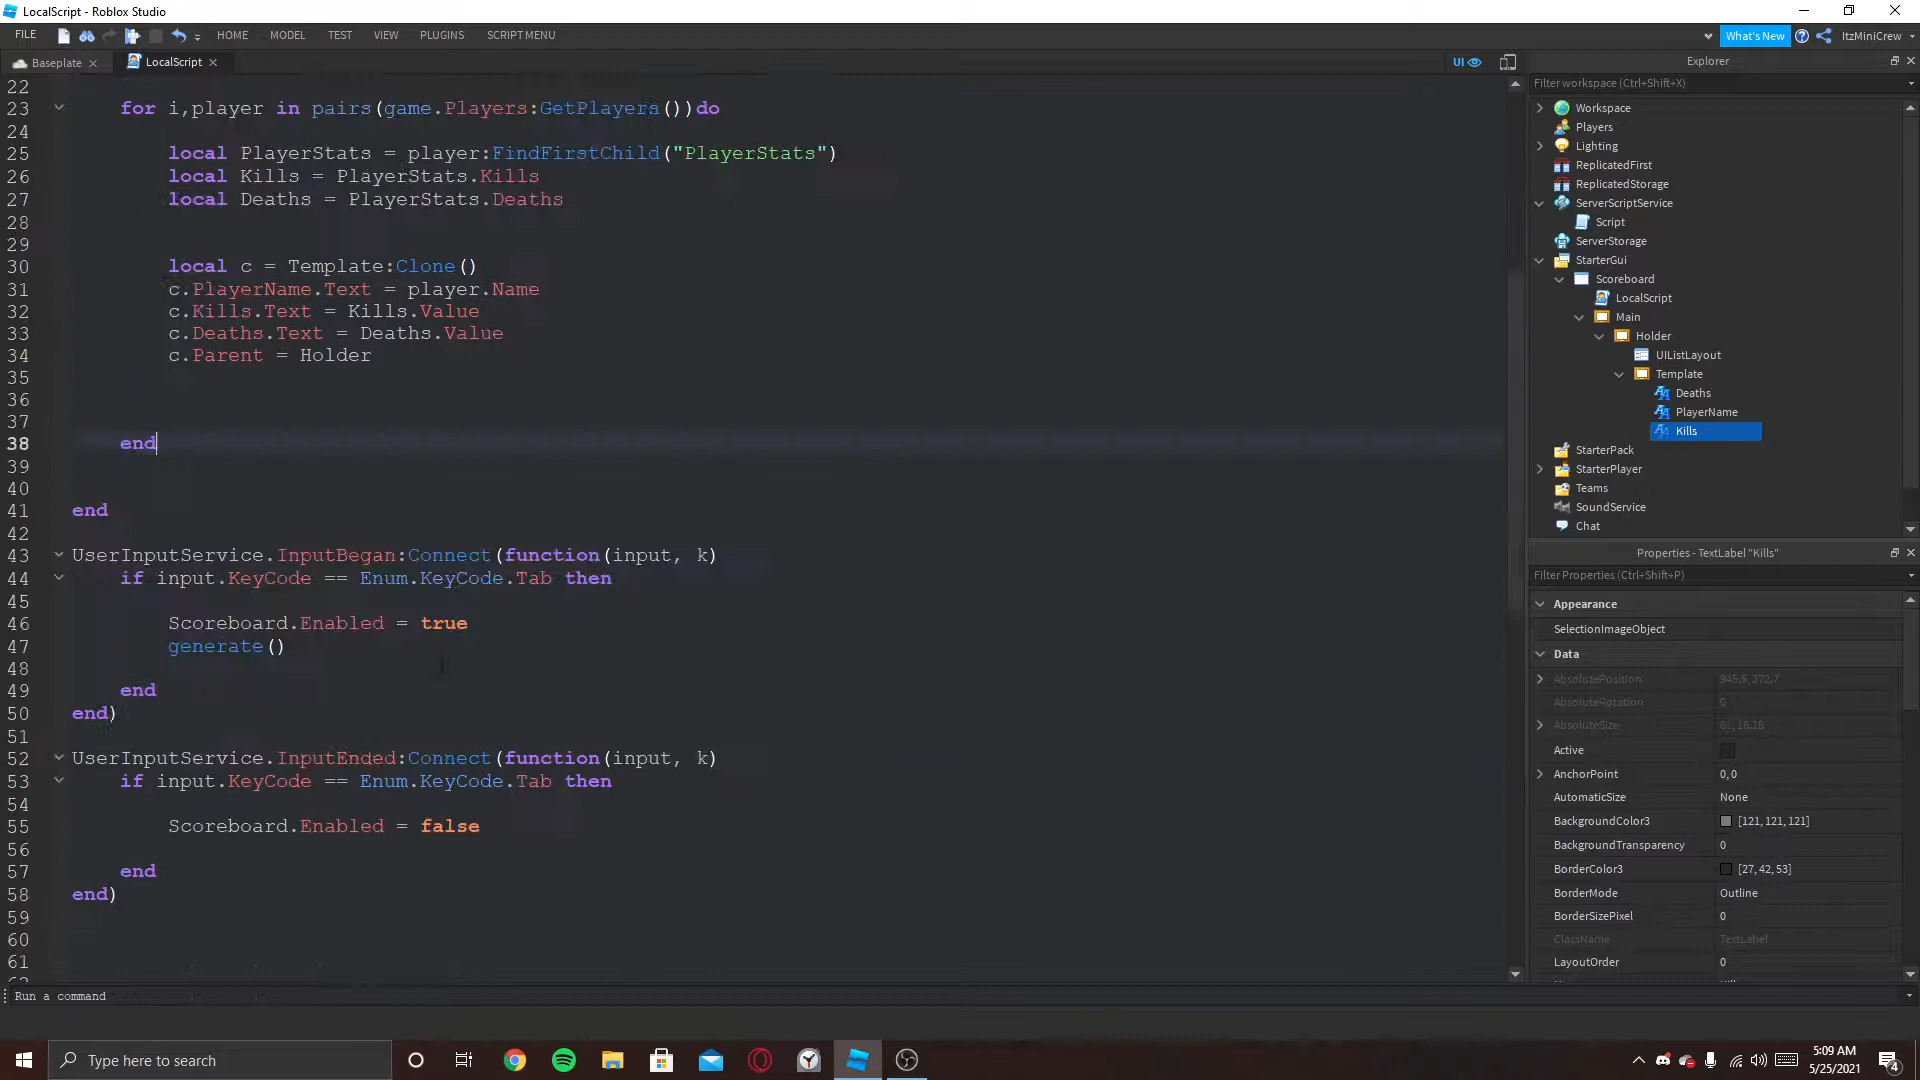 LocalScript - Roblox Studio
FILE HOME MODEL TEST VIEW PLUGINS SCRIPT MENU What's New ItzMiniCrew
Baseplate LocalScript UI Explorer
Filter workspace (Ctrl+Shift+X)
22
23 for i,player in pairs(game.Players:GetPlayers())do
24
25 local PlayerStats = player:FindFirstChild("PlayerStats")
26 local Kills = PlayerStats.Kills
27 local Deaths = PlayerStats.Deaths
28
29
30 local c = Template:Clone()
31 c.PlayerName.Text = player.Name
32 c.Kills.Text = Kills.Value
33 c.Deaths.Text = Deaths.Value
34 c.Parent = Holder
35
36
37
38 end
39
40
41 end
42
43 UserInputService.InputBegan:Connect(function(input, k)
44 if input.KeyCode == Enum.KeyCode.Tab then
45
46 Scoreboard.Enabled = true
47 generate()
48
49 end
50 end)
51
52 UserInputService.InputEnded:Connect(function(input, k)
53 if input.KeyCode == Enum.KeyCode.Tab then
54
55 Scoreboard.Enabled = false
56
57 end
58 end)
59
60
61
Workspace
Players
Lighting
ReplicatedFirst
ReplicatedStorage
ServerScriptService
Script
ServerStorage
StarterGui
Scoreboard
LocalScript
Main
Holder
UIListLayout
Template
Deaths
PlayerName
Kills
StarterPack
StarterPlayer
Teams
SoundService
Chat
Properties - TextLabel "Kills"
Filter Properties (Ctrl+Shift+P)
Appearance
SelectionImageObject
Data
AbsolutePosition 945.5, 272.7
AbsoluteRotation 0
AbsoluteSize 61, 18.18
Active
AnchorPoint 0, 0
AutomaticSize None
BackgroundColor3 [121, 121, 121]
BackgroundTransparency 0
BorderColor3 [27, 42, 53]
BorderMode Outline
BorderSizePixel 0
ClassName TextLabel
LayoutOrder 0
Run a command
Type here to search
5:09 AM
5/25/2021
4